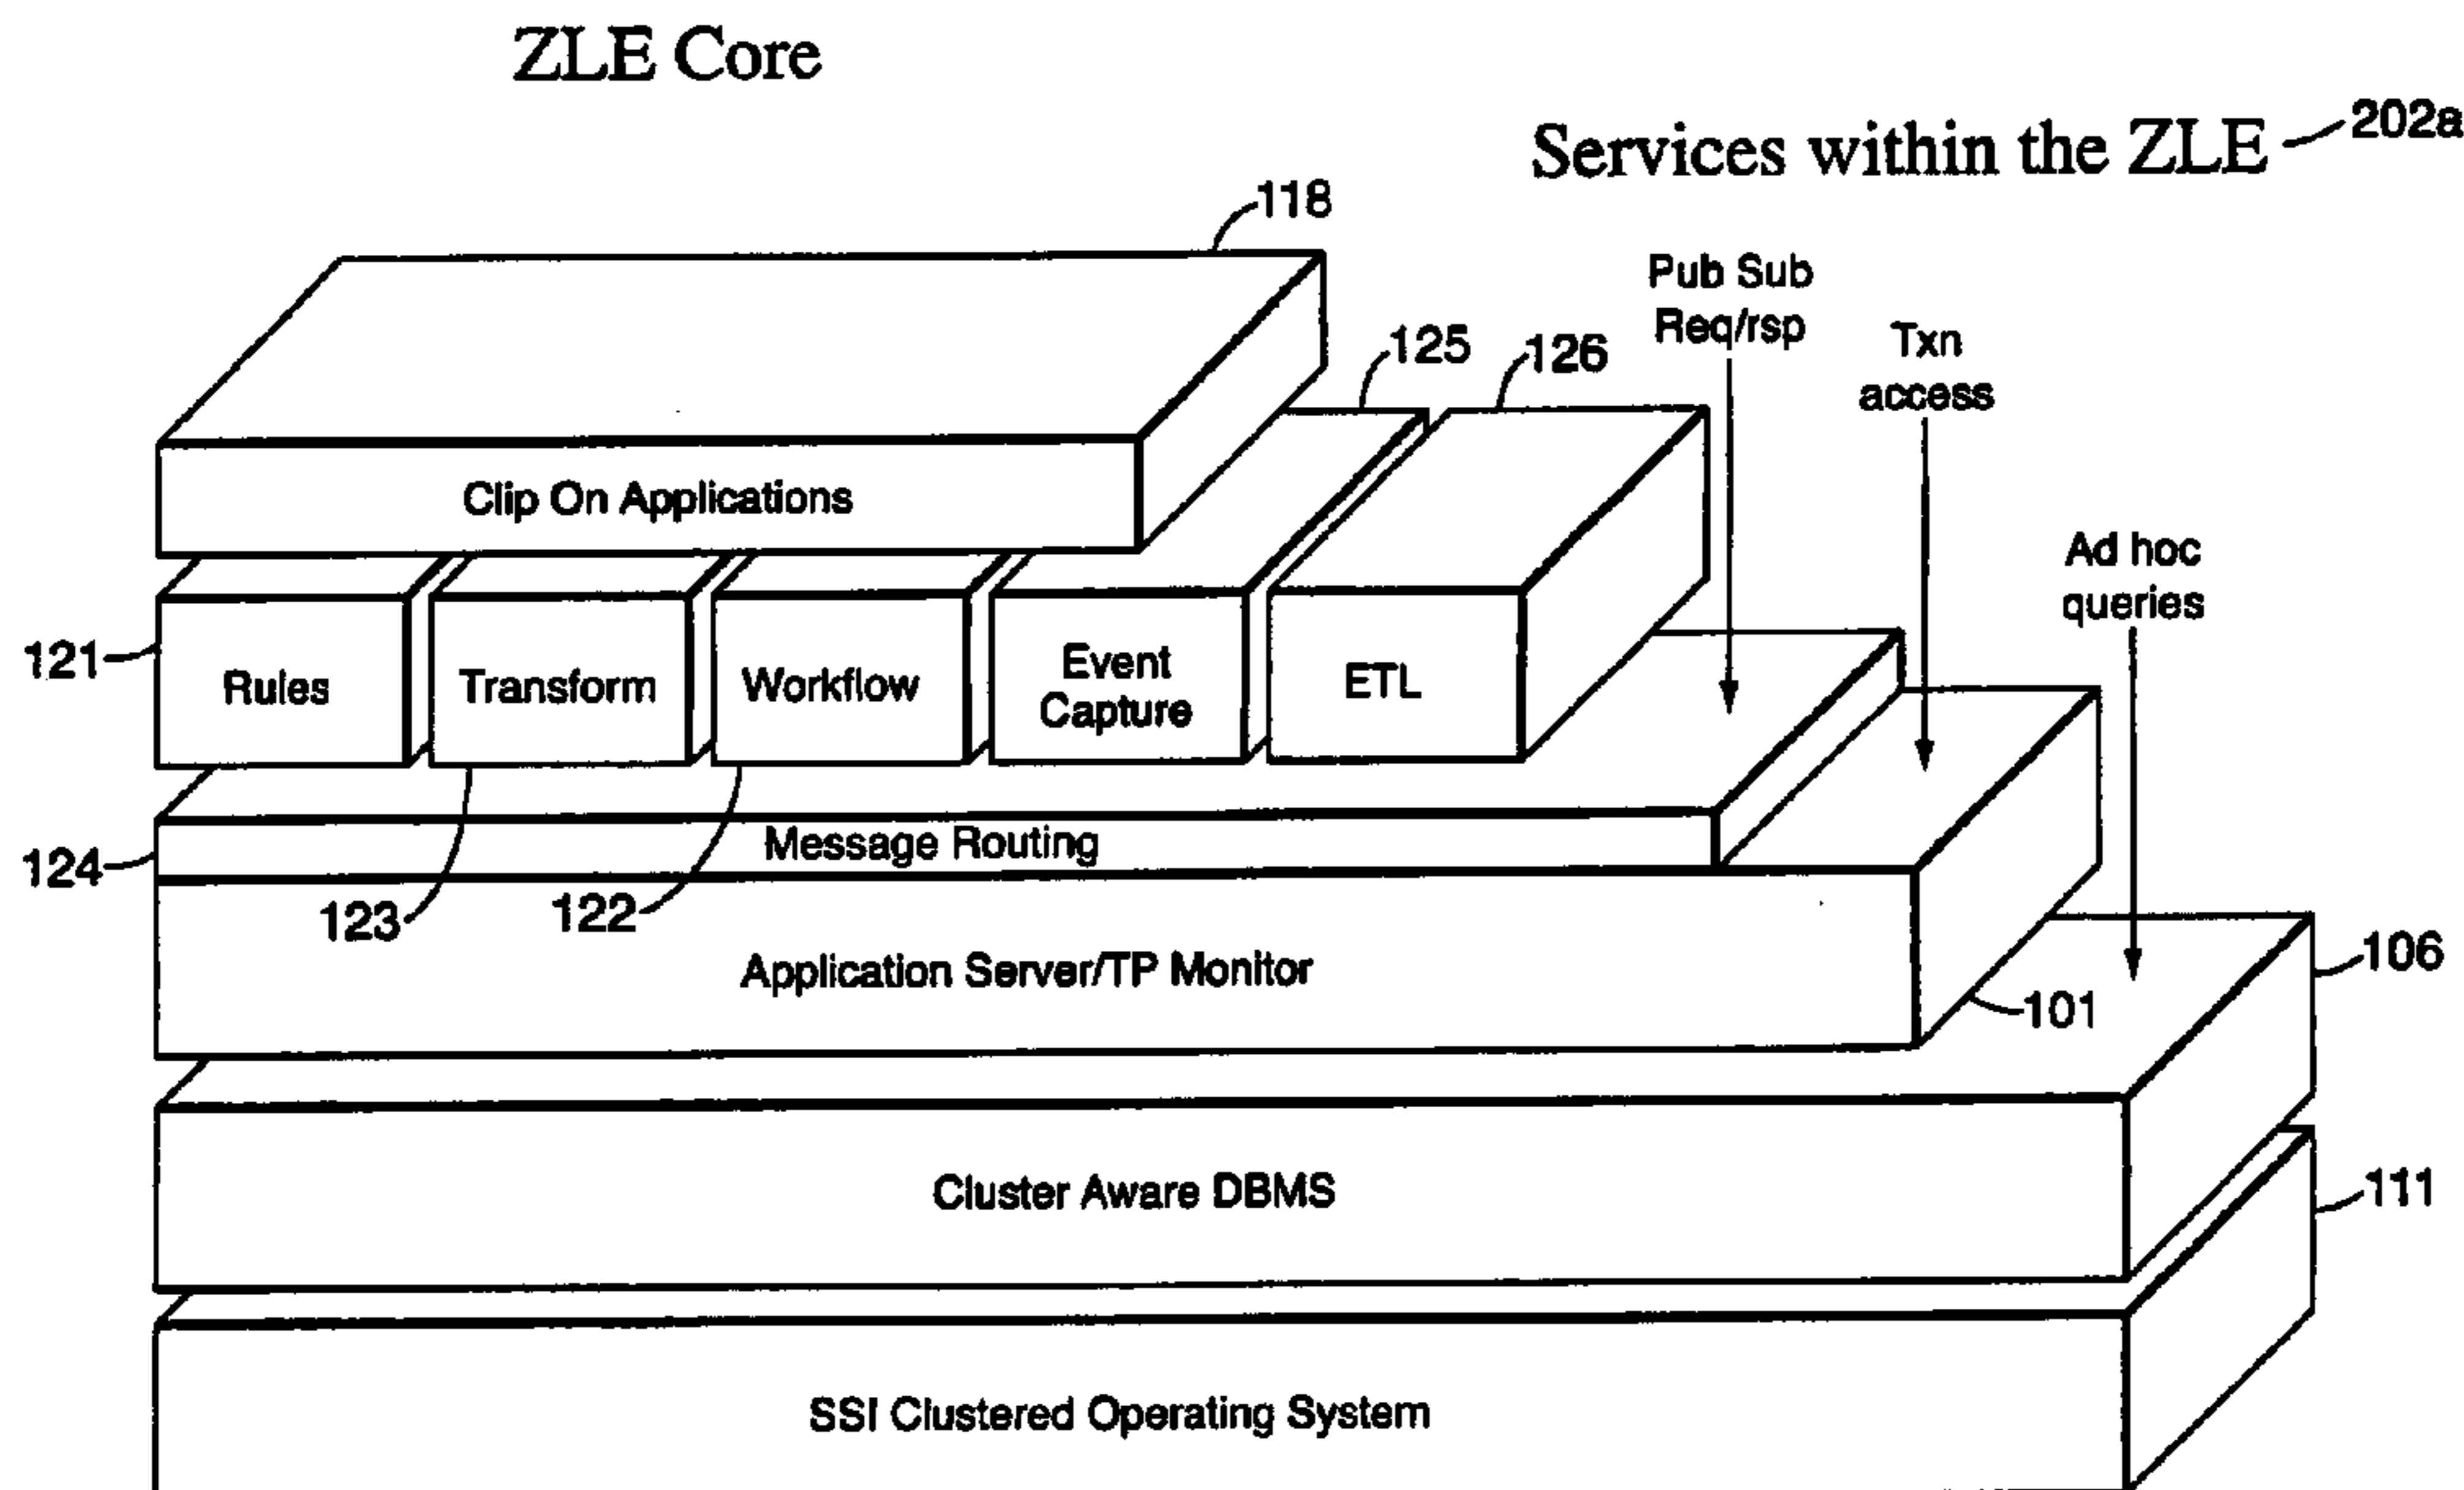 ZLE Core
Services within the ZLE
202a
118
Pub Sub
Req/rsp
125
126
Txn
access
Clip On Applications
Ad hoc
queries
121
Rules
Transform
Workflow
Event
Capture
ETL
124
Message Routing
123
122
Application Server/TP Monitor
106
101
Cluster Aware DBMS
111
SSI Clustered Operating System